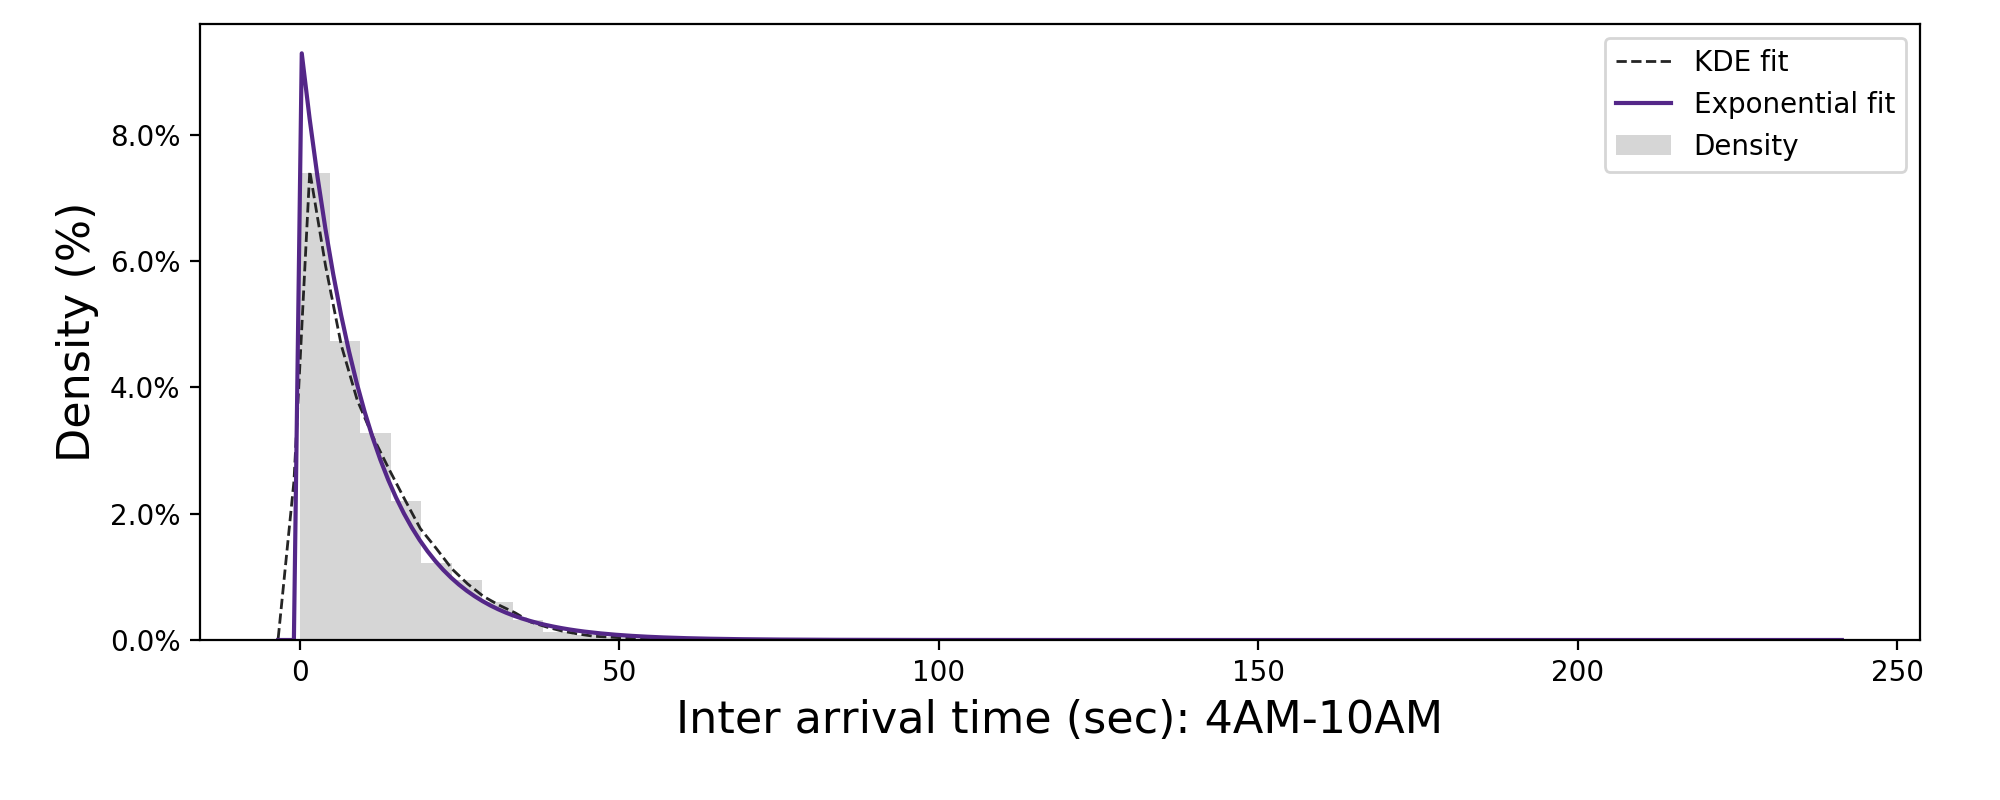 KDE fit
Exponential fit
Density
8.0%
6.0%
4.0%
2.0%
0.0%
Density (%)
0 50 100 150 200 250
Inter arrival time (sec): 4AM-10AM